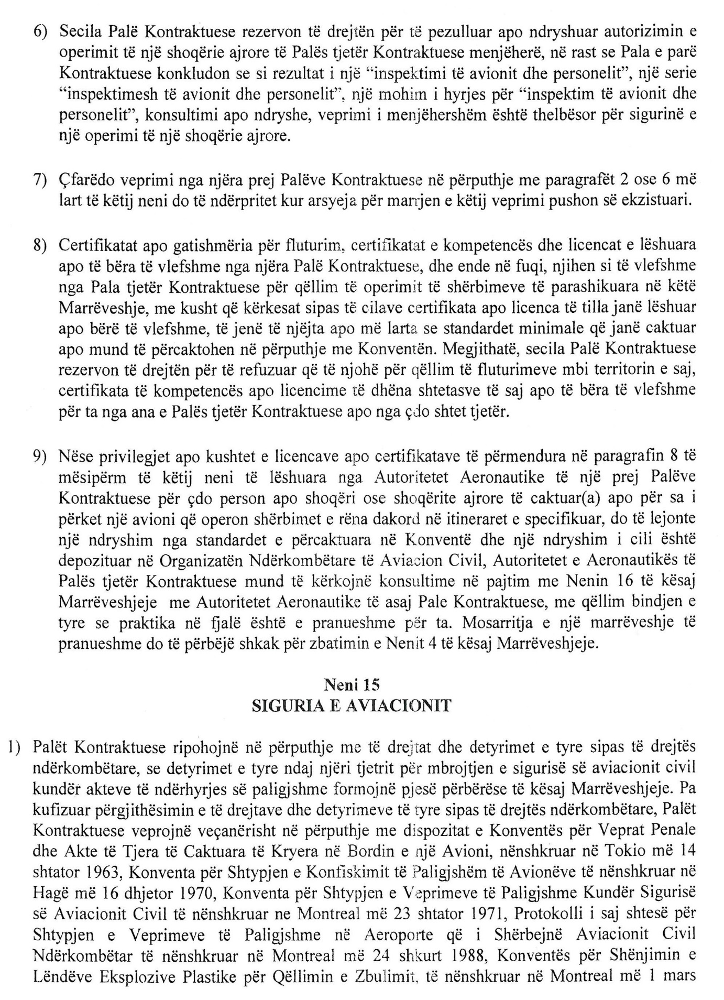 6) Secila Palë Kontraktuese rezervon të drejtën për të pezulluar apo ndryshuar autorizimin e
operimit të një shoqërie ajrore të Palës tjetër Kontraktuese menjëherë, në rast se Pala e parë
Kontraktuese konkludon se si rezultat i një “inspektimi të avionit dhe personelit”, një serie
“inspektimesh të avionit dhe personelit”, një mohim i hyrjes për “inspektim të avionit dhe
personelit”, konsultimi apo ndryshe, veprimi i menjëhershëm është thelbësor për sigurinë e
një operimi të një shoqërie ajrore.
7) Çfarëdo veprimi nga njëra prej Palëve Kontraktuese në përputhje me paragrafët 2 ose 6 më
lart të këtij neni do të ndërpritet kur arsyeja për marrjen e këtij veprimi pushon së ekzistuari.
8) Certifikatat apo gatishmëria për fluturim, certifikatat e kompetencës dhe licencat e lëshuara
apo të bëra të vlefshme nga njëra Palë Kontraktuese, dhe ende në fuqi, njihen si të vlefshme
nga Pala tjetër Kontraktuese për qëllim të operimit të shërbimeve të parashikuara në këtë
Marrëveshje, me kusht që kërkesat sipas të cilave certifikata apo licenca të tilla janë lëshuar
apo bërë të vlefshme, të jenë të njëjta apo më larta se standardet minimale që janë caktuar
apo mund të përcaktohen në përputhje me Konventën. Megjithatë, secila Palë Kontraktuese
rezervon të drejtën për të refuzuar që të njohë për qëllim të fluturimeve mbi territorin e saj,
certifikata të kompetencës apo licencime të dhëna shtetasve të saj apo të bëra të vlefshme
për ta nga ana e Palës tjetër Kontraktuese apo nga çdo shtet tjetër.
9) Nëse privilegjet apo kushtet e licencave apo certifikatave të përmendura në paragrafin 8 të
mësipërm të këtij neni të lëshuara nga Autoritetet Aeronautike të një prej Palëve
Kontraktuese për çdo person apo shoqëri ose shoqërite ajrore të caktuar(a) apo për sa i
përket një avioni që operon shërbimet e rëna dakord në itineraret e specifikuar, do të lejonte
një ndryshim nga standardet e përcaktuara në Konventë dhe një ndryshim i cili është
depozituar në Organizatën Ndërkombëtare të Aviacion Civil, Autoritetet e Aeronautikës të
Palës tjetër Kontraktuese mund të kërkojnë konsultime në pajtim me Nenin 16 të kësaj
Marrëveshjeje me Autoritetet Aeronautike të asaj Pale Kontraktuese, me qëllim bindjen e
tyre se praktika në fjalë është e pranueshme për ta. Mosarritja e një marrëveshje të
pranueshme do të përbëjë shkak për zbatimin e Nenit 4 të kësaj Marrëveshjeje.
Neni 15
SIGURIA E AVIACIONIT
1) Palët Kontraktuese ripohojnë në përputhje me të drejtat dhe detyrimet e tyre sipas të drejtës
ndërkombëtare, se detyrimet e tyre ndaj njëri tjetrit për mbrojtjen e sigurisë së aviacionit civil
kundër akteve të ndërhyrjes së paligjshme formojnë pjesë përbërëse të kësaj Marrëveshjeje. Pa
kufizuar përgjithësimin e të drejtave dhe detyrimeve të tyre sipas të drejtës ndërkombëtare, Palët
Kontraktuese veprojnë veçanërisht në përputhje me dispozitat e Konventës për Veprat Penale
dhe Akte të Tjera të Caktuara të Kryera në Bordin e një Avioni, nënshkruar në Tokio më 14
shtator 1963, Konventa për Shtypjen e Konfiskimit të Paligjshëm të Avionëve të nënshkruar në
Hagë më 16 dhjetor 1970, Konventa për Shtypjen e Veprimeve të Paligjshme Kundër Sigurisë
së Aviacionit Civil të nënshkruar ne Montreal më 23 shtator 1971, Protokolli i saj shtesë për
Shtypjen e Veprimeve të Paligjshme në Aeroporte që i Shërbejnë Aviacionit Civil
Ndërkombëtar të nënshkruar në Montreal më 24 shkurt 1988, Konventës për Shënjimin e
Lëndëve Eksplozive Plastike për Qëllimin e Zbulimit, të nënshkruar në Montreal më 1 mars